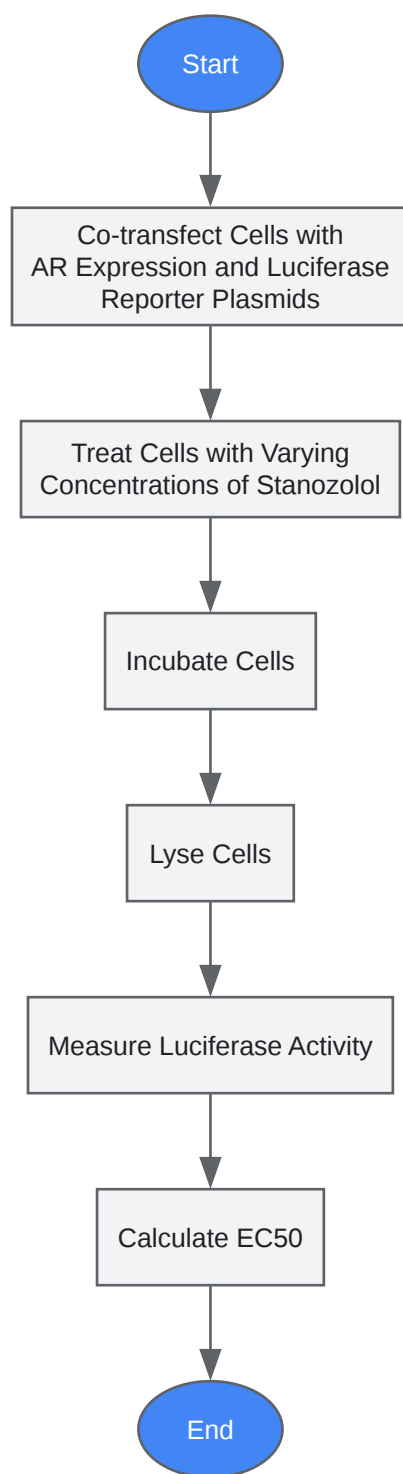 Start
Co-transfect Cells with
AR Expression and Luciferase
Reporter Plasmids
Treat Cells with Varying
Concentrations of Stanozolol
Incubate Cells
Lyse Cells
Measure Luciferase Activity
Calculate EC50
End